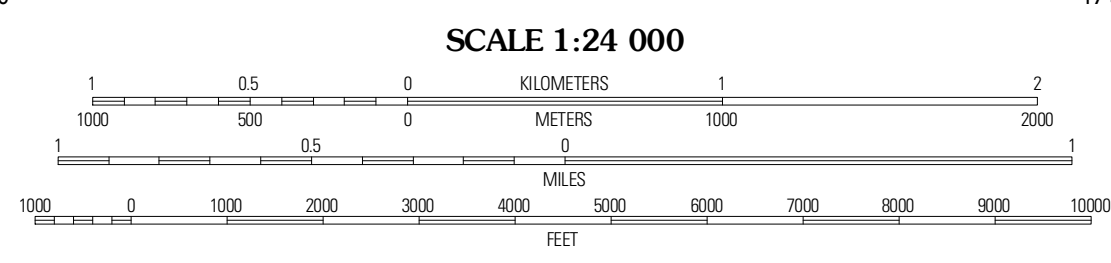 SCALE 1:24 000
1 0.5 0 KILOMETERS 1 2
1000 500 0 METERS 1000 2000
1 0.5 0 1
MILES
1000 0 1000 2000 3000 4000 5000 6000 7000 8000 9000 10000
FEET